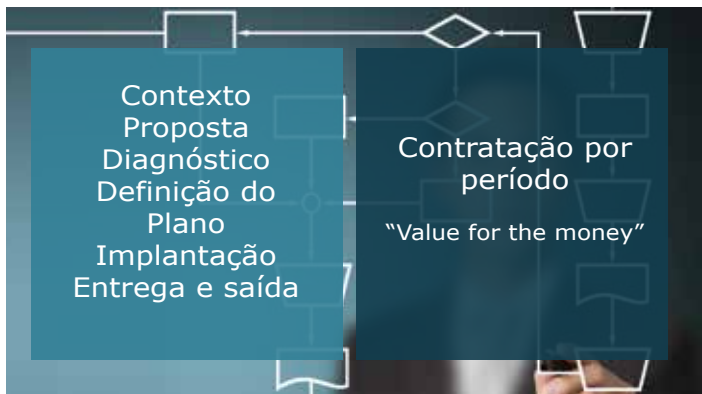 Contexto
Proposta
Diagnóstico
Definição do
Plano
Implantação
Entrega e saída
Contratação por
período
“Value for the money”